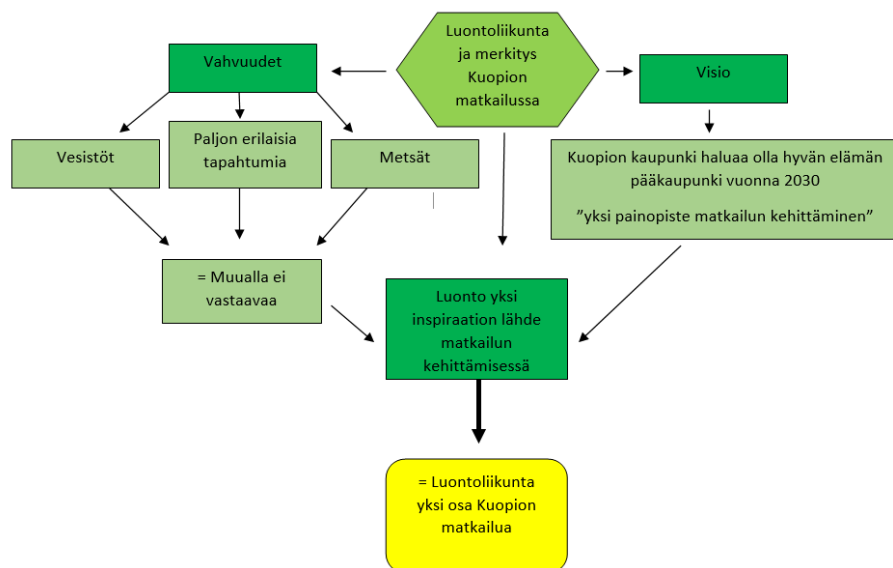 Luontoliikunta
ja merkitys
Kuopion
matkailussa
Vahvuudet
Visio
Vesistöt
Paljon erilaisia
tapahtumia
Metsät
Kuopion kaupunki haluaa olla hyvän elämän
pääkaupunki vuonna 2030
”yksi painopiste matkailun kehittäminen”
= Muualla ei
vastaavaa
Luonto yksi
inspiraation lähde
matkailun
kehittämisessä
= Luontoliikunta
yksi osa Kuopion
matkailua